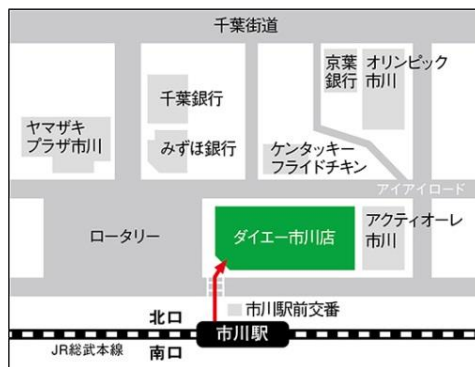 千葉街道
京葉
銀行
オリンピック
市川
千葉銀行
ヤマザキ
プラザ市川
みずほ銀行
ケンタッキー
フライドチキン
アイアイロード
ロータリー
ダイエー市川店
アクティオーレ
市川
市川駅前交番
北口
市川駅
JR総武本線
南口